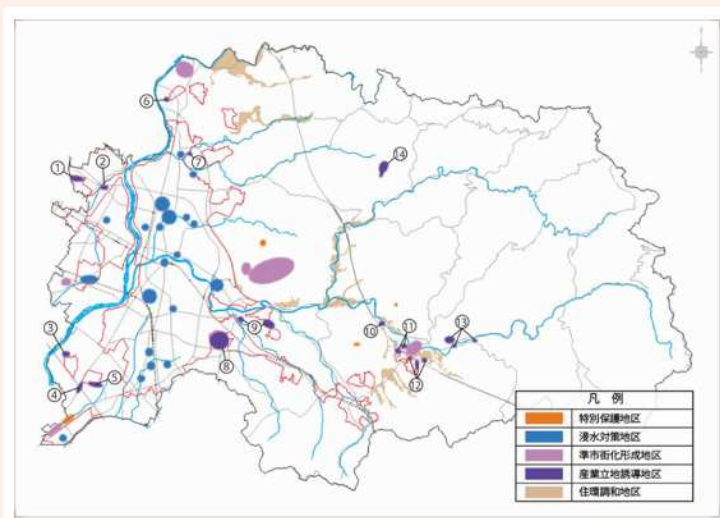 ⑥
⑦
⑭
①
②
③
④
⑤
⑧
⑨
⑩
⑪
⑫
⑬
凡 例
特別保護地区
浸水対策地区
準市街化形成地区
産業立地誘導地区
住環調和地区